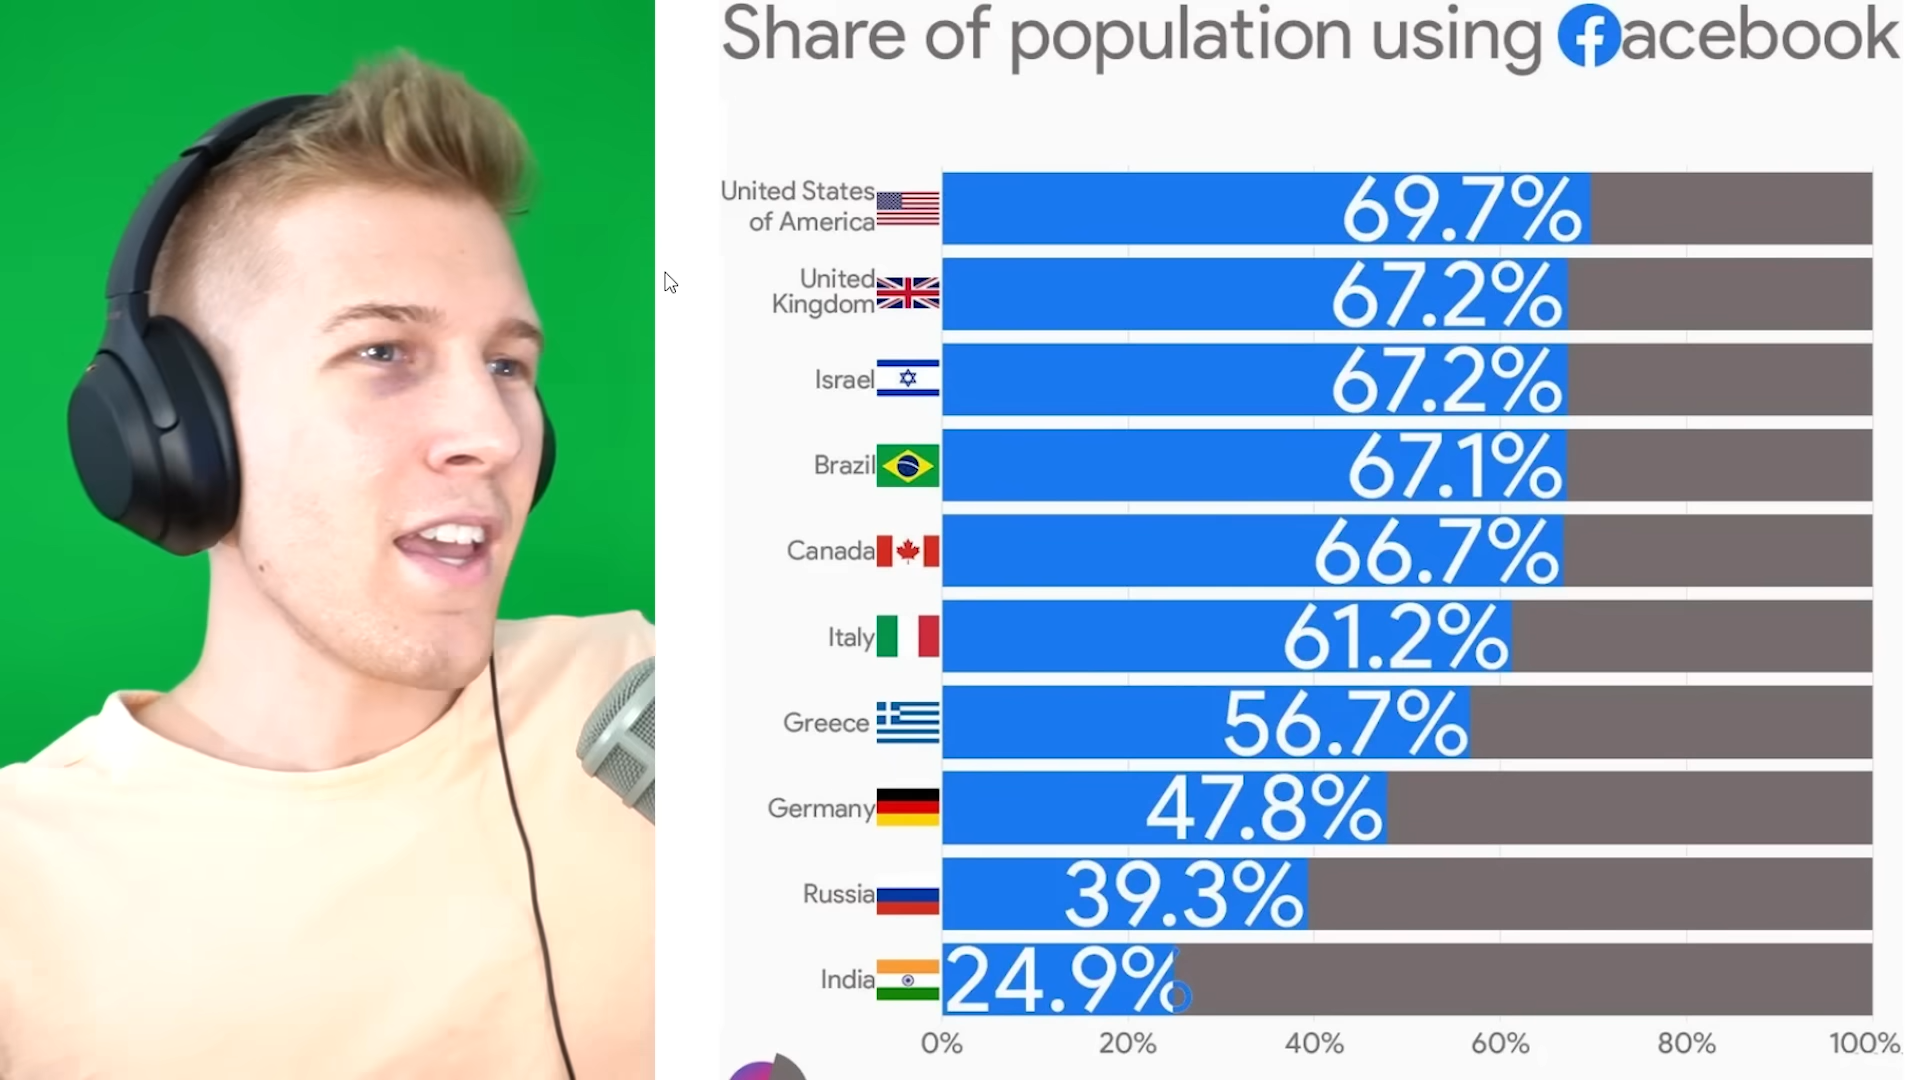 Share of population using facebook
United States
of America
69.7%
United
Kingdom
67.2%
Israel
67.2%
Brazil
67.1%
Canada
66.7%
Italy
61.2%
Greece
56.7%
Germany
47.8%
Russia
39.3%
India
24.9%
0% 20% 40% 60% 80% 100%